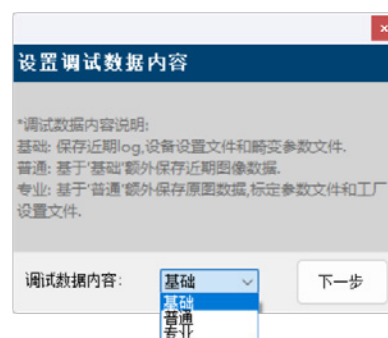 设置调试数据内容
*调试数据内容说明:
基础: 保存近期log,设备设置文件和畸变参数文件.
普通: 基于'基础'额外保存近期图像数据.
专业: 基于'普通'额外保存原图数据,标定参数文件和工厂
设置文件.
调试数据内容: 基础 下一步
基础
普通
专业